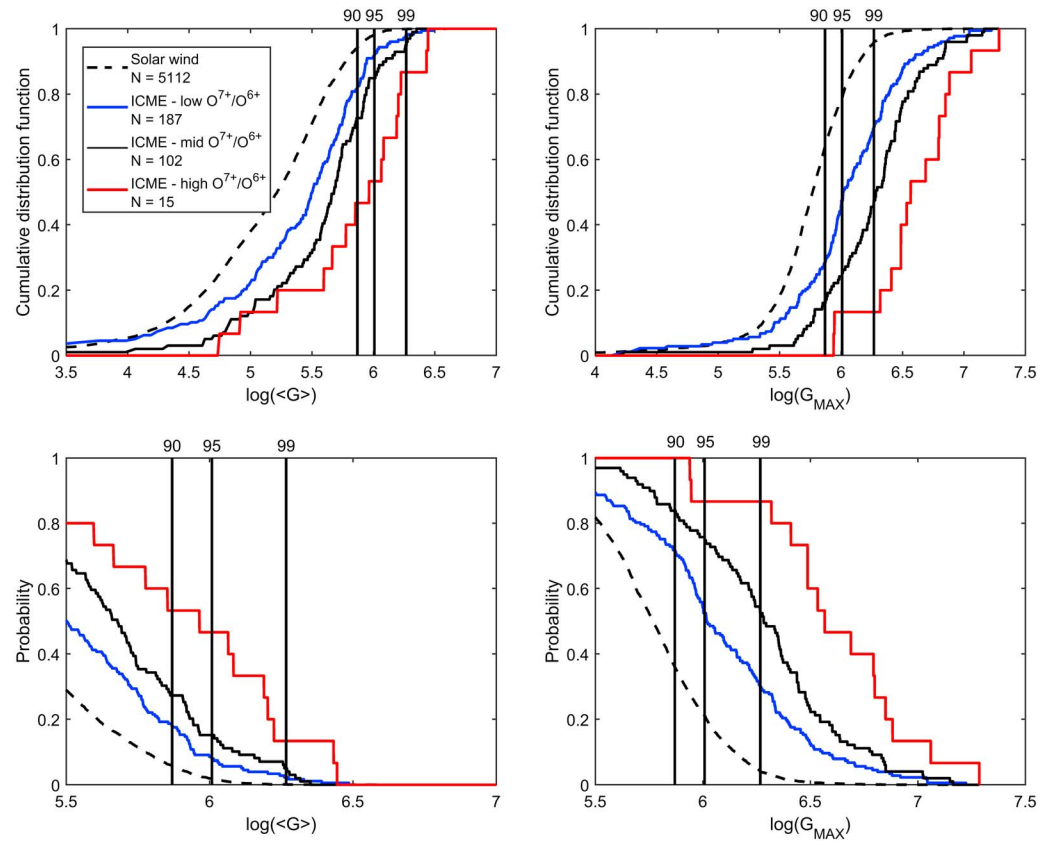 90 95 99
1
0.8
0.6
0.4
0.2
0
Cumulative distribution function
Solar wind
N = 5112
ICME - low O⁷⁺/O⁶⁺
N = 187
ICME - mid O⁷⁺/O⁶⁺
N = 102
ICME - high O⁷⁺/O⁶⁺
N = 15
3.5 4 4.5 5 5.5 6 6.5 7
log(<G>)
90 95 99
1
0.8
0.6
0.4
0.2
0
Cumulative distribution function
4 4.5 5 5.5 6 6.5 7 7.5
log(G_MAX)
90 95 99
1
0.8
0.6
0.4
0.2
0
Probability
5.5 6 6.5 7
log(<G>)
90 95 99
1
0.8
0.6
0.4
0.2
0
Probability
5.5 6 6.5 7 7.5
log(G_MAX)